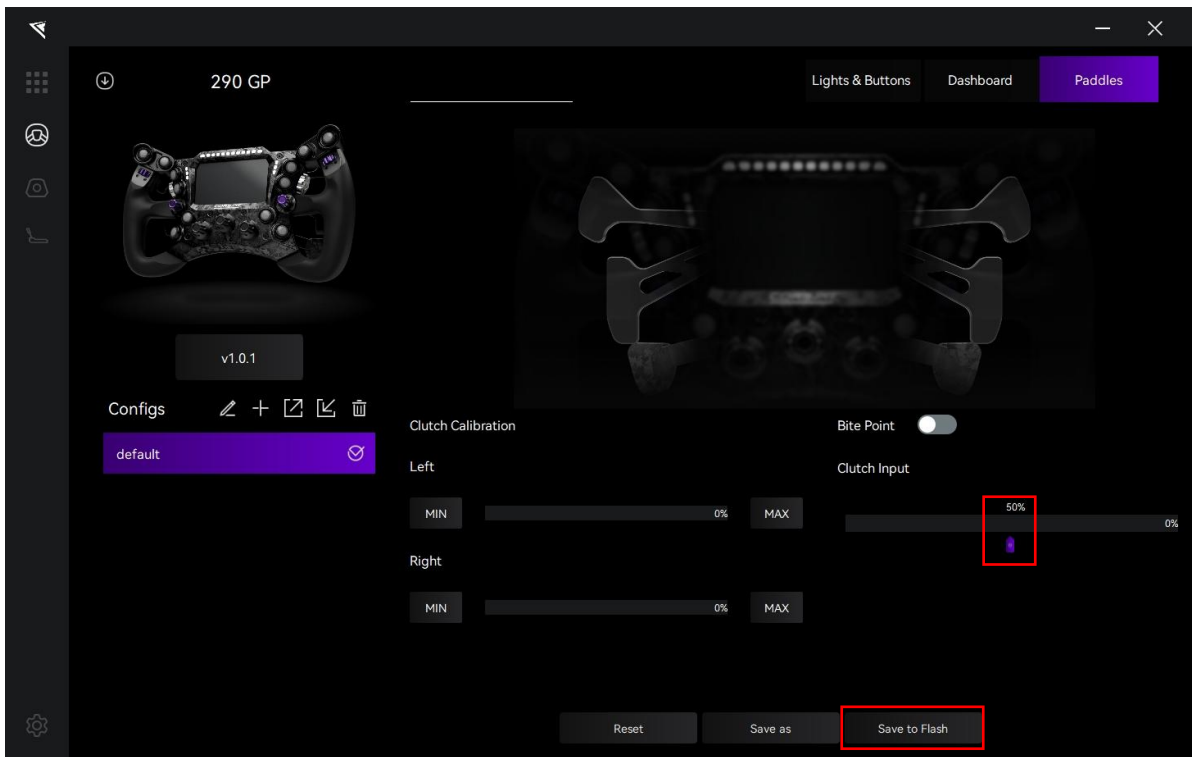 290 GP
Lights & Buttons
Dashboard
Paddles
v1.0.1
Configs
default
Clutch Calibration
Bite Point
Left
Clutch Input
MIN
0%
MAX
50%
0%
Right
MIN
0%
MAX
Reset
Save as
Save to Flash